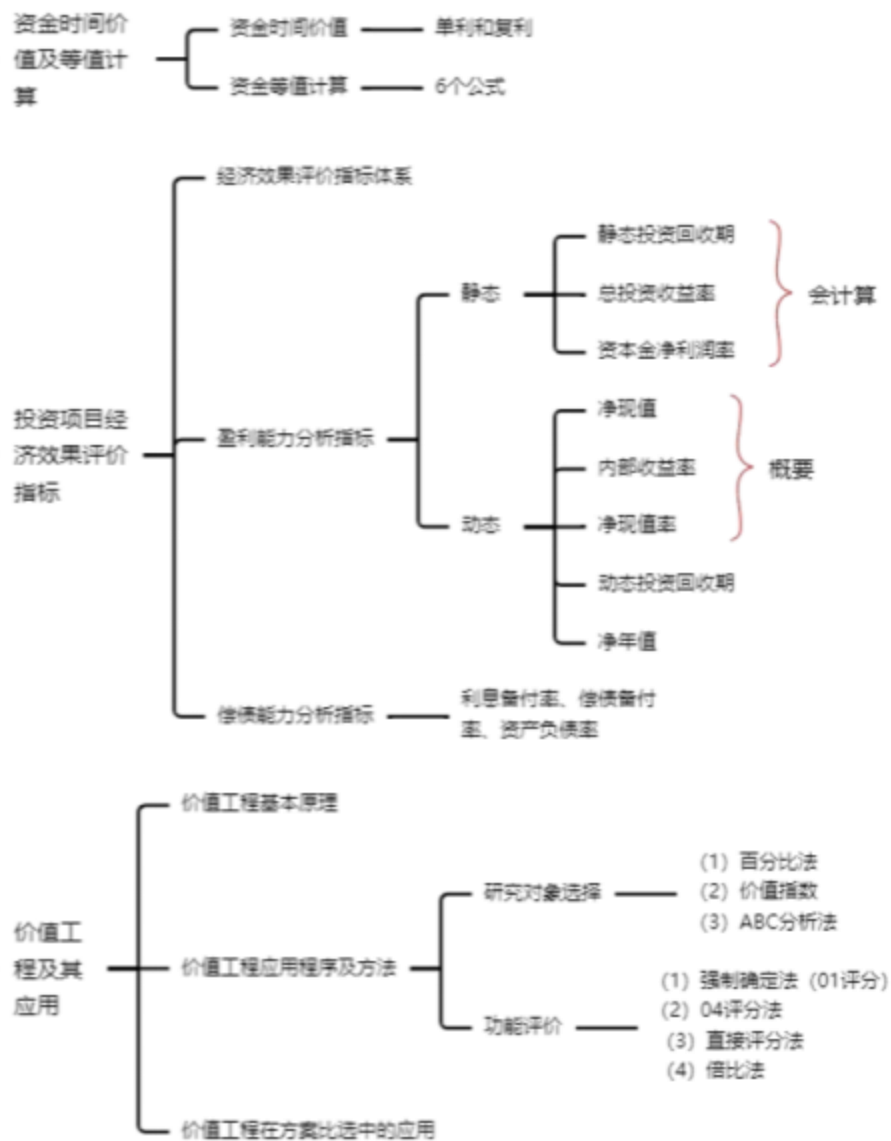 资金时间价
值及等值计
算
资金时间价值
单利和复利
资金等值计算
6个公式
投资项目经
济效果评价
指标
经济效果评价指标体系
盈利能力分析指标
静态
静态投资回收期
总投资收益率
资本金净利润率
会计算
动态
净现值
内部收益率
净现值率
概要
动态投资回收期
净年值
偿债能力分析指标
利息备付率、偿债备付
率、资产负债率
价值工
程及其
应用
价值工程基本原理
价值工程应用程序及方法
研究对象选择
（1）百分比法
（2）价值指数
（3）ABC分析法
功能评价
（1）强制确定法（01评分）
（2）04评分法
（3）直接评分法
（4）倍比法
价值工程在方案比选中的应用